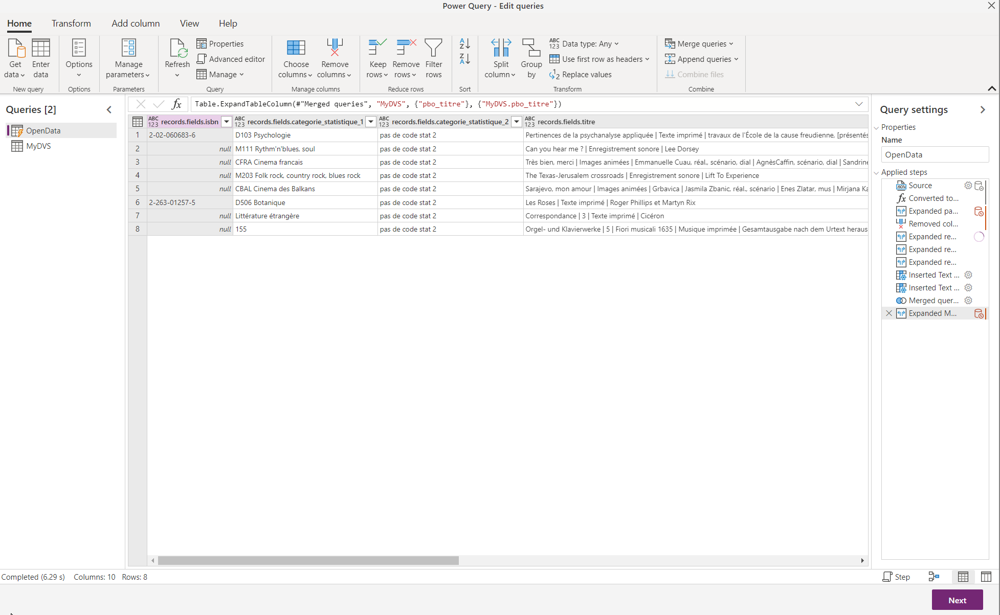 Power Query - Edit queries
Home Transform Add column View Help
Get data
Enter data
New query
Options
Options
Manage parameters
Parameters
Refresh
Properties
Advanced editor
Manage
Query
Choose columns
Remove columns
Manage columns
Keep rows
Remove rows
Filter rows
Reduce rows
Sort
Split column
Group by
Data type: Any
Use first row as headers
Replace values
Transform
Merge queries
Append queries
Combine files
Combine
Queries [2]
OpenData
MyDVS
fx Table.ExpandTableColumn(#"Merged queries", "MyDVS", {"pbo_titre"}, {"MyDVS.pbo_titre"})
ABC 123 records.fields.isbn ABC 123 records.fields.categorie_statistique_1 ABC 123 records.fields.categorie_statistique_2 ABC 123 records.fields.titre
1 2-02-060683-6 D103 Psychologie pas de code stat 2 Pertinences de la psychanalyse appliquée | Texte imprimé | travaux de l'École de la cause freudienne, [présentés
2 null M111 Rythm'n'blues, soul pas de code stat 2 Can you hear me ? | Enregistrement sonore | Lee Dorsey
3 null CFRA Cinema francais pas de code stat 2 Très bien, merci | Images animées | Emmanuelle Cuau, réal., scénario, dial | AgnèsCaffin, scénario, dial | Sandrine
4 null M203 Folk rock, country rock, blues rock pas de code stat 2 The Texas-Jerusalem crossroads | Enregistrement sonore | Lift To Experience
5 null CBAL Cinema des Balkans pas de code stat 2 Sarajevo, mon amour | Images animées | Grbavica | Jasmila Zbanic, réal., scénario | Enes Zlatar, mus | Mirjana Ka
6 2-263-01257-5 D506 Botanique pas de code stat 2 Les Roses | Texte imprimé | Roger Phillips et Martyn Rix
7 null Littérature étrangère pas de code stat 2 Correspondance | 3 | Texte imprimé | Cicéron
8 null 155 pas de code stat 2 Orgel- und Klavierwerke | 5 | Fiori musicali 1635 | Musique imprimée | Gesamtausgabe nach dem Urtext heraus
Query settings
Properties
Name
OpenData
Applied steps
Source
Converted to...
Expanded pa...
Removed col...
Expanded re...
Expanded re...
Expanded re...
Inserted Text ...
Inserted Text ...
Merged quer...
Expanded M...
Completed (6.29 s) Columns: 10 Rows: 8
Step
Next